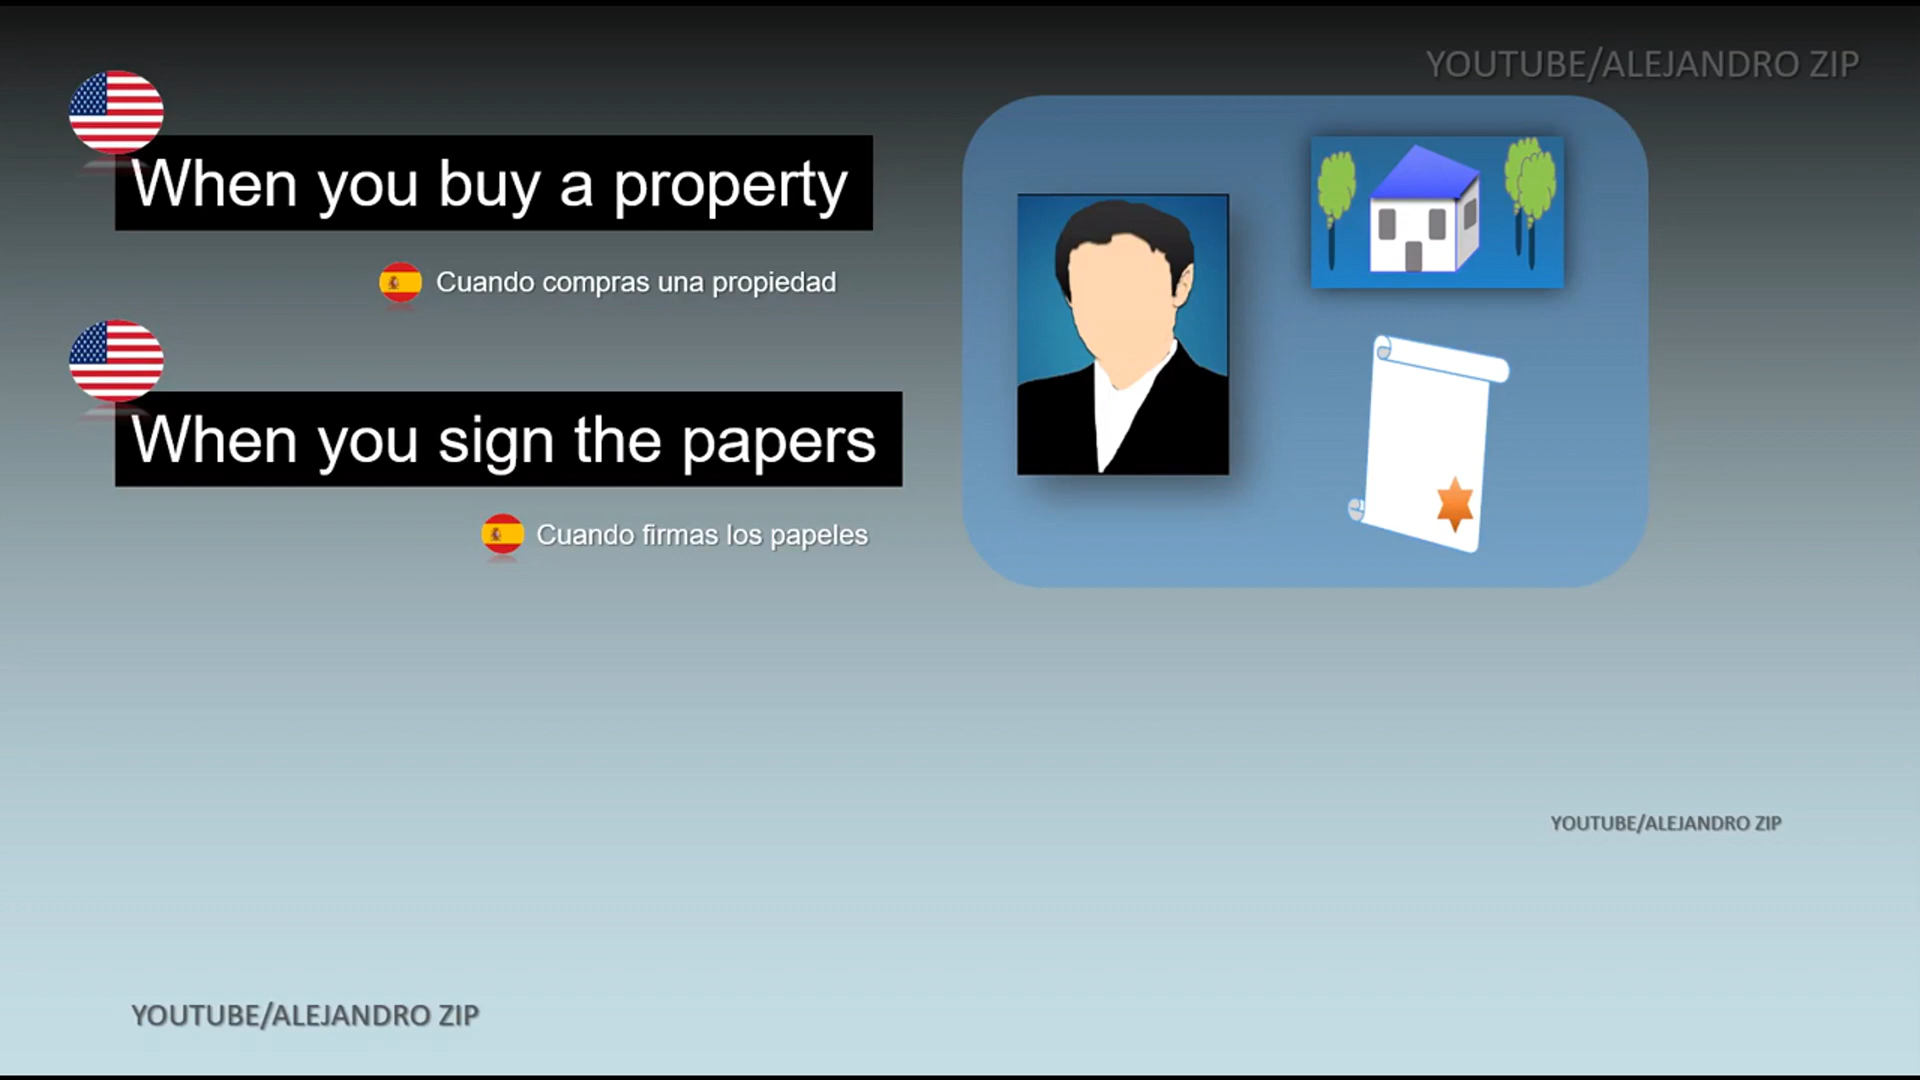 YOUTUBE/ALEJANDRO ZIP
When you buy a property
Cuando compras una propiedad
When you sign the papers
Cuando firmas los papeles
YOUTUBE/ALEJANDRO ZIP
YOUTUBE/ALEJANDRO ZIP